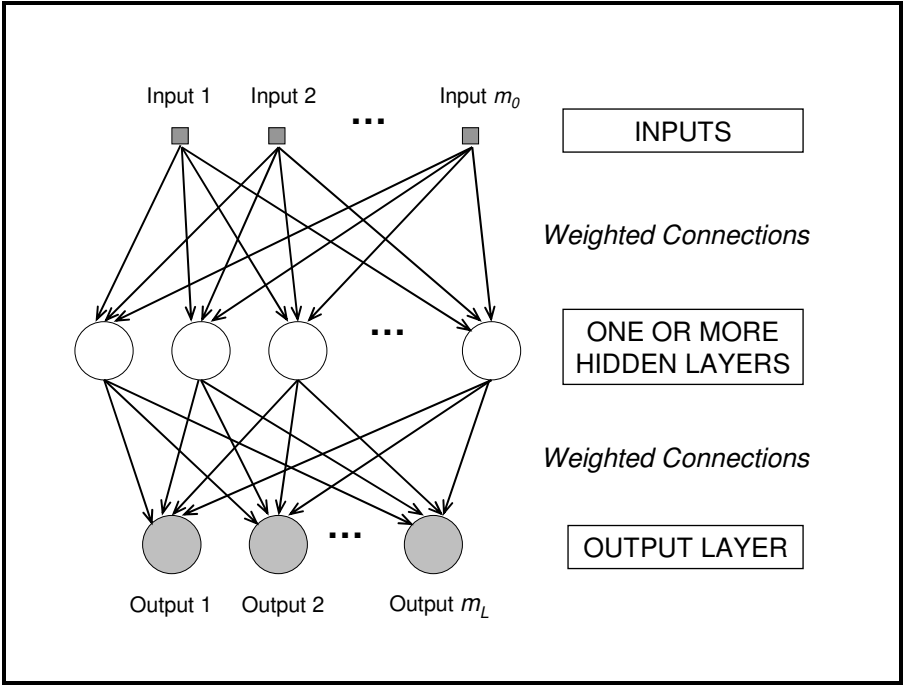 Input 1 Input 2 ... Input m₀
INPUTS
Weighted Connections
...
ONE OR MORE
HIDDEN LAYERS
Weighted Connections
...
OUTPUT LAYER
Output 1 Output 2 Output m_L